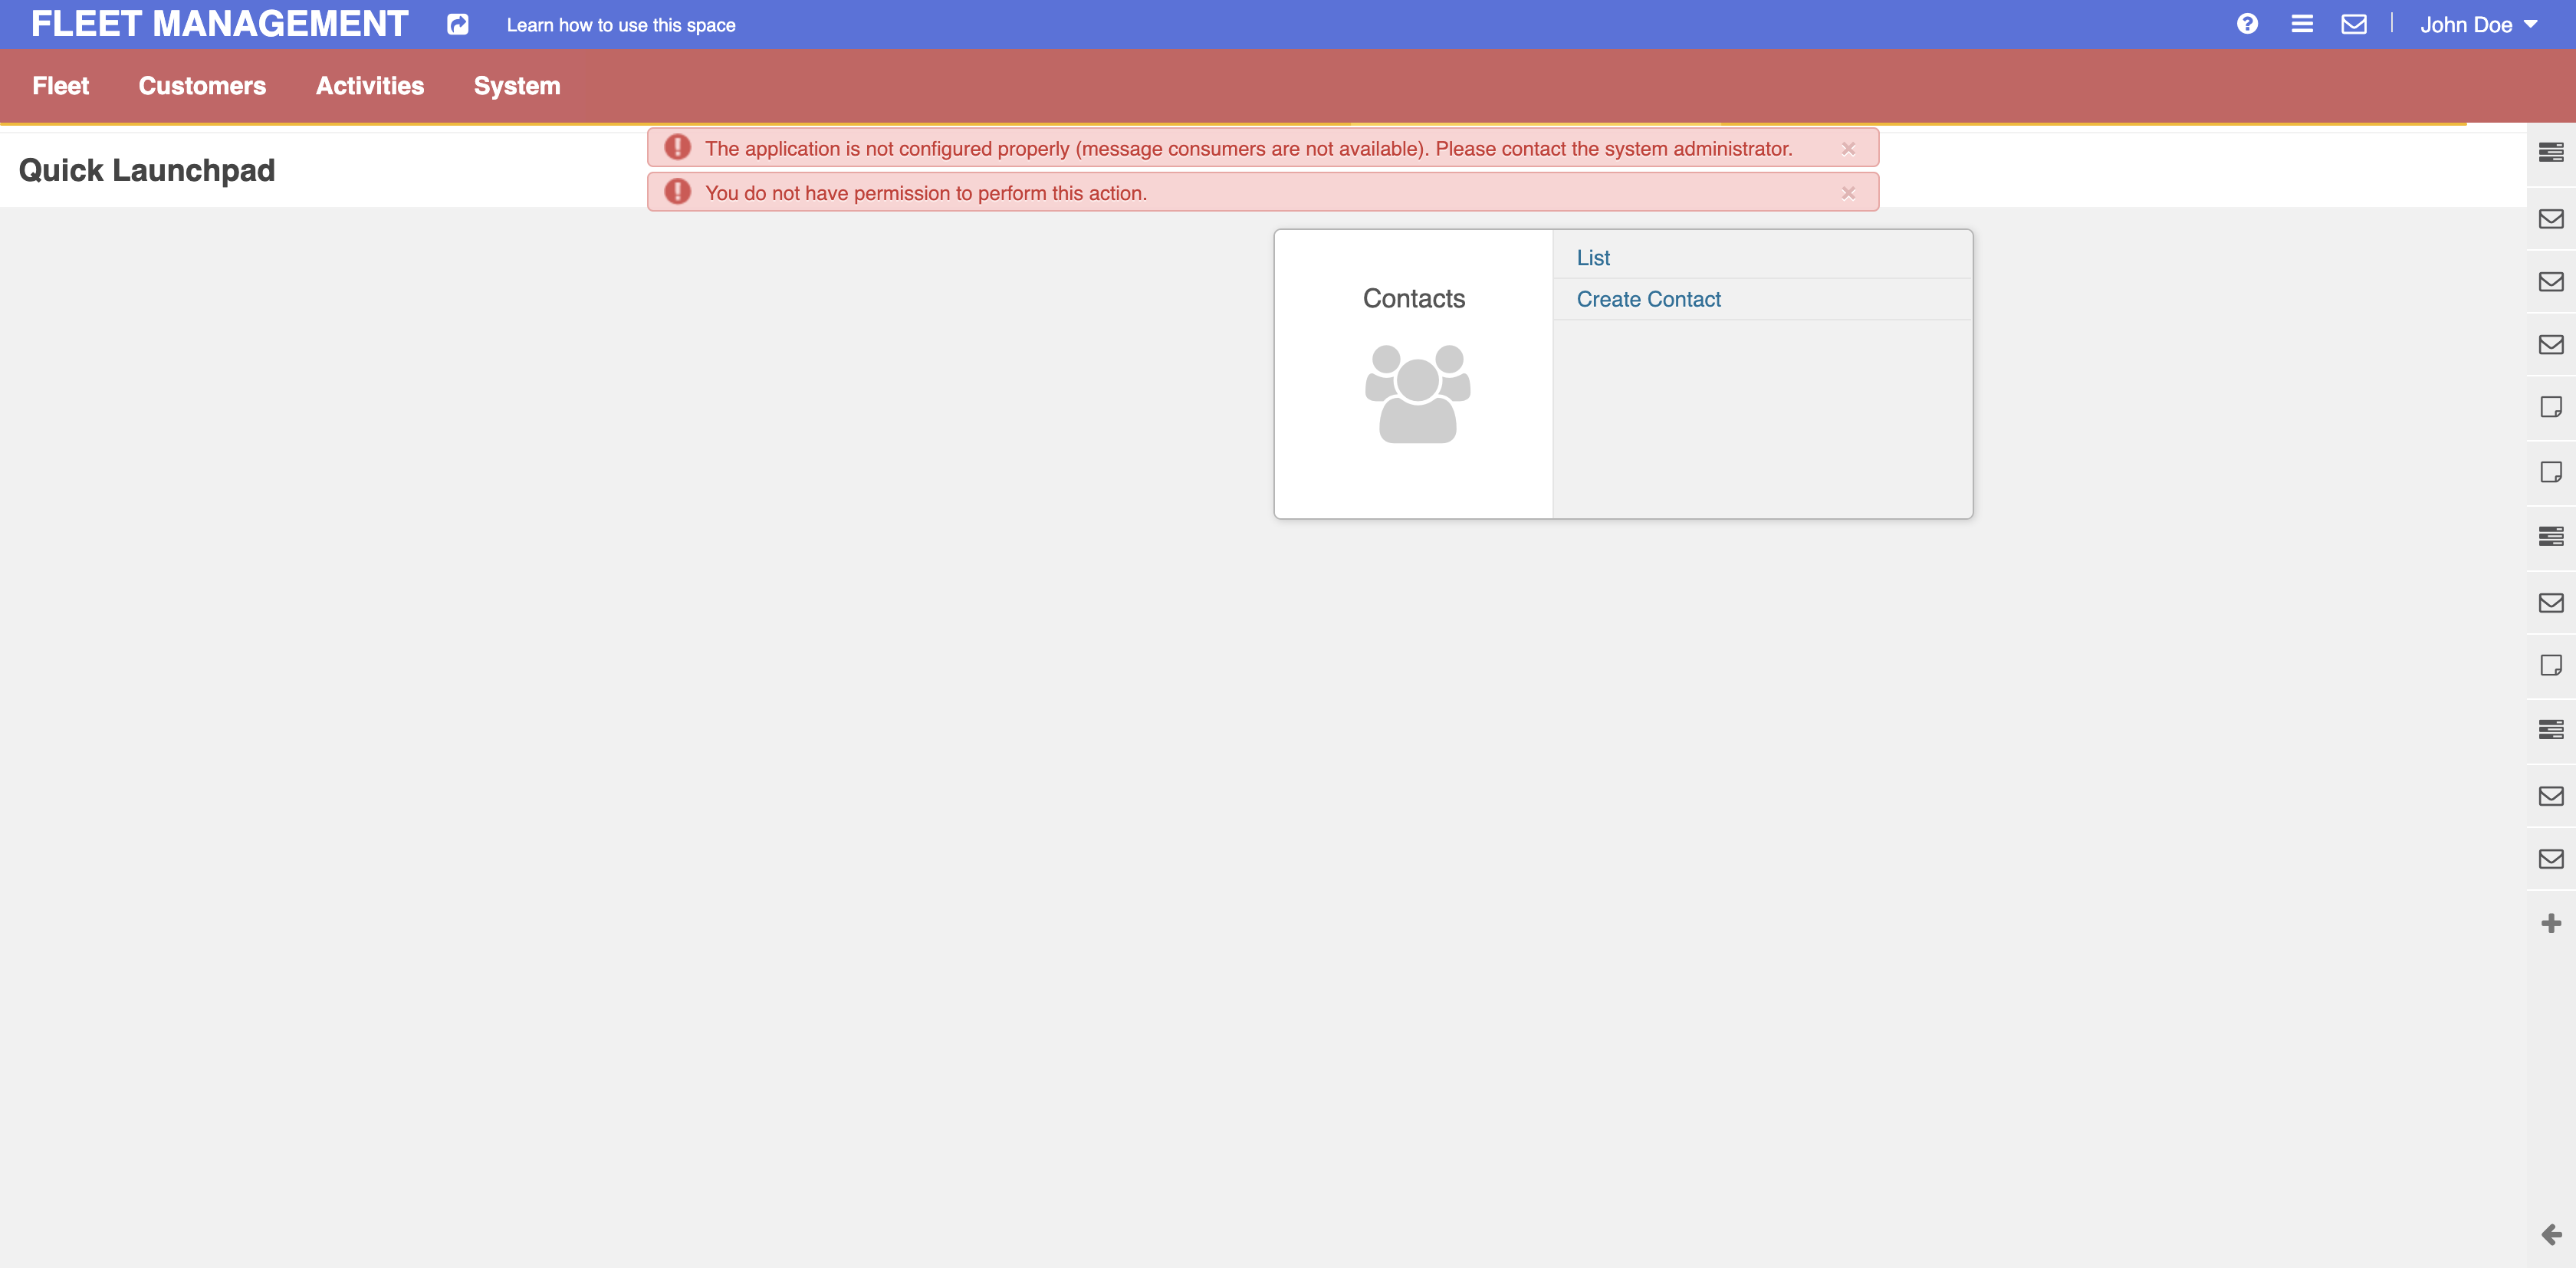 FLEET MANAGEMENT
Learn how to use this space
John Doe
Fleet
Customers
Activities
System
The application is not configured properly (message consumers are not available). Please contact the system administrator.
You do not have permission to perform this action.
Quick Launchpad
Contacts
List
Create Contact